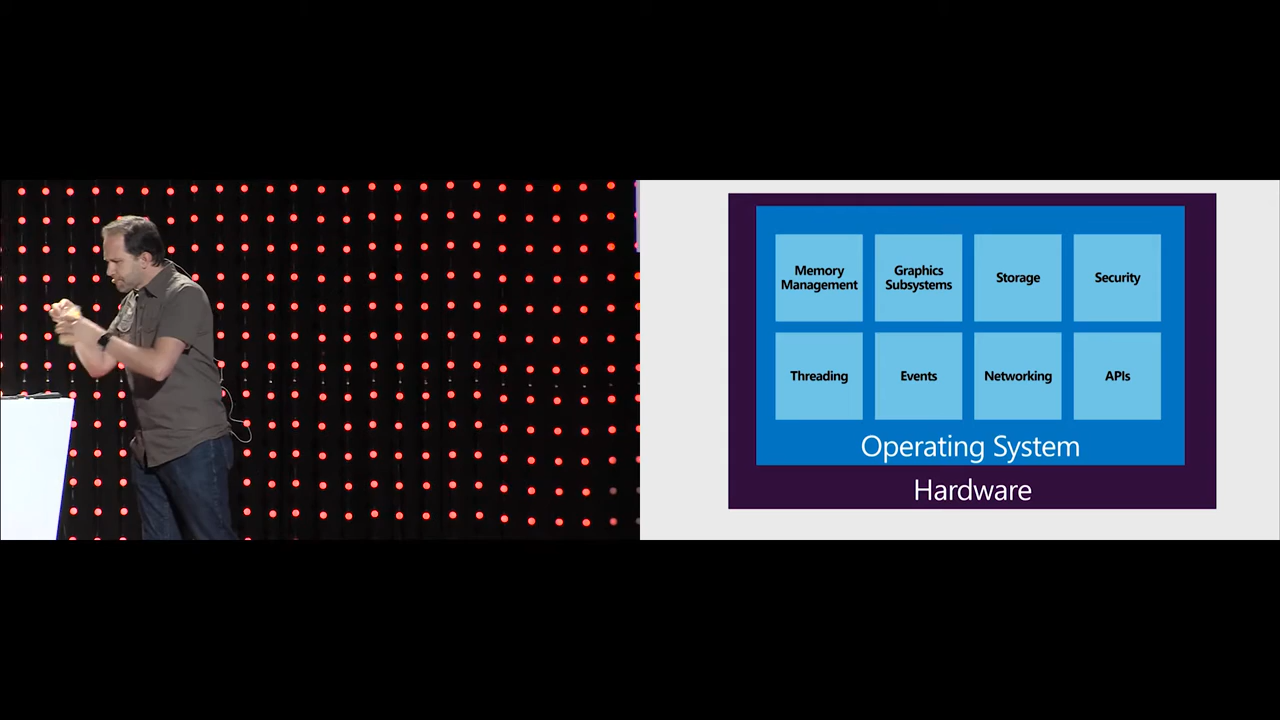 Memory
Management
Graphics
Subsystems
Storage
Security
Threading
Events
Networking
APIs
Operating System
Hardware